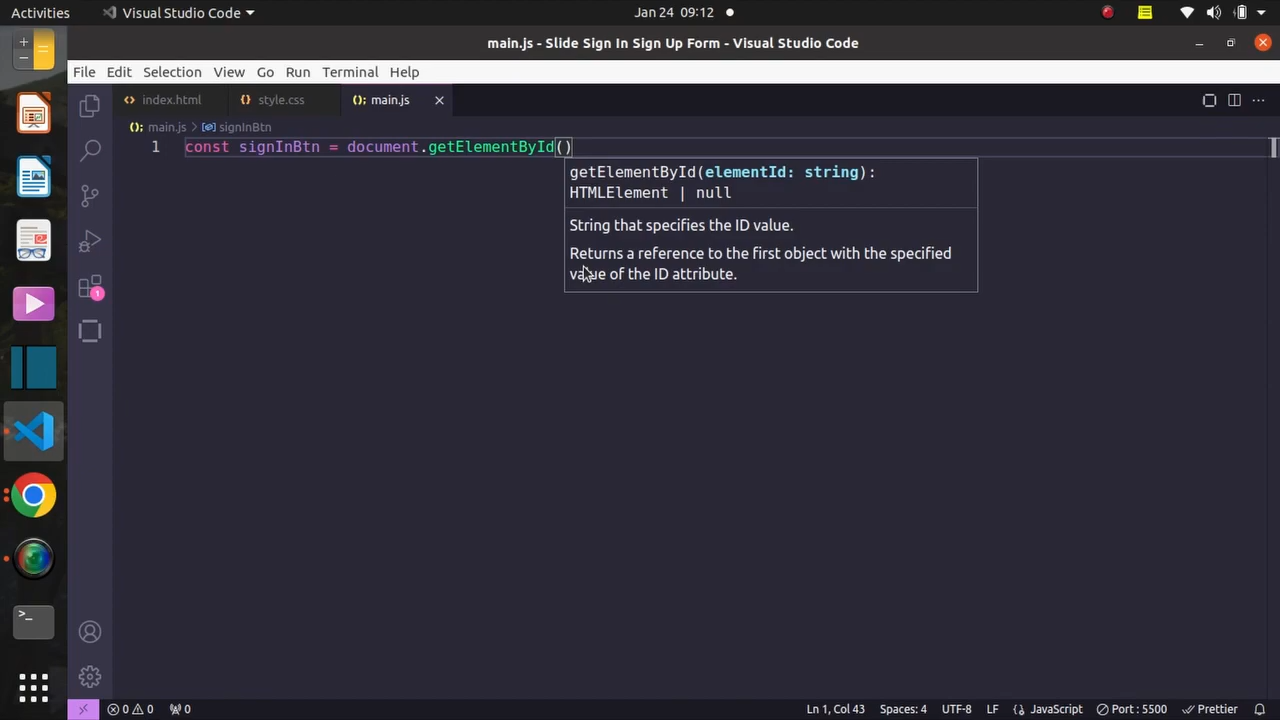 Activities
Visual Studio Code
Jan 24 09:12
main.js - Slide Sign In Sign Up Form - Visual Studio Code
File Edit Selection View Go Run Terminal Help
index.html
style.css
main.js
main.js > signInBtn
1 const signInBtn = document.getElementById()
getElementById(elementId: string):
HTMLElement | null
String that specifies the ID value.
Returns a reference to the first object with the specified
value of the ID attribute.
1
>_
0 0 0
Ln 1, Col 43 Spaces: 4 UTF-8 LF JavaScript Port : 5500 Prettier